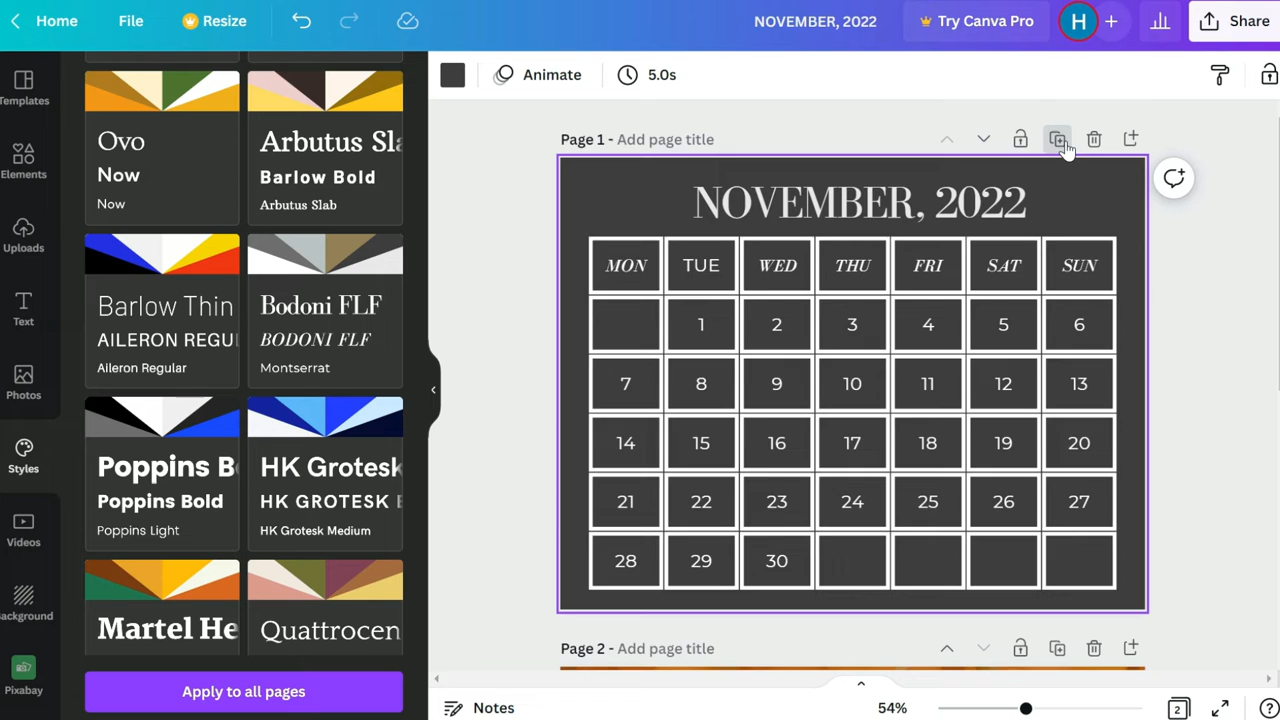 Home File Resize NOVEMBER, 2022 Try Canva Pro H + Share
Animate 5.0s
Templates
Elements
Uploads
Text
Photos
Styles
Videos
Background
Pixabay
Ovo
Now
Now
Arbutus Sla
Barlow Bold
Arbutus Slab
Barlow Thin
AILERON REGU
Aileron Regular
Bodoni FLF
BODONI FLF
Montserrat
Poppins B
Poppins Bold
Poppins Light
HK Grotesk
HK GROTESK
HK Grotesk Medium
Martel He
Quattrocen
Apply to all pages
Page 1 - Add page title
NOVEMBER, 2022
MON TUE WED THU FRI SAT SUN
1 2 3 4 5 6
7 8 9 10 11 12 13
14 15 16 17 18 19 20
21 22 23 24 25 26 27
28 29 30
Page 2 - Add page title
Notes 54% 2 ?